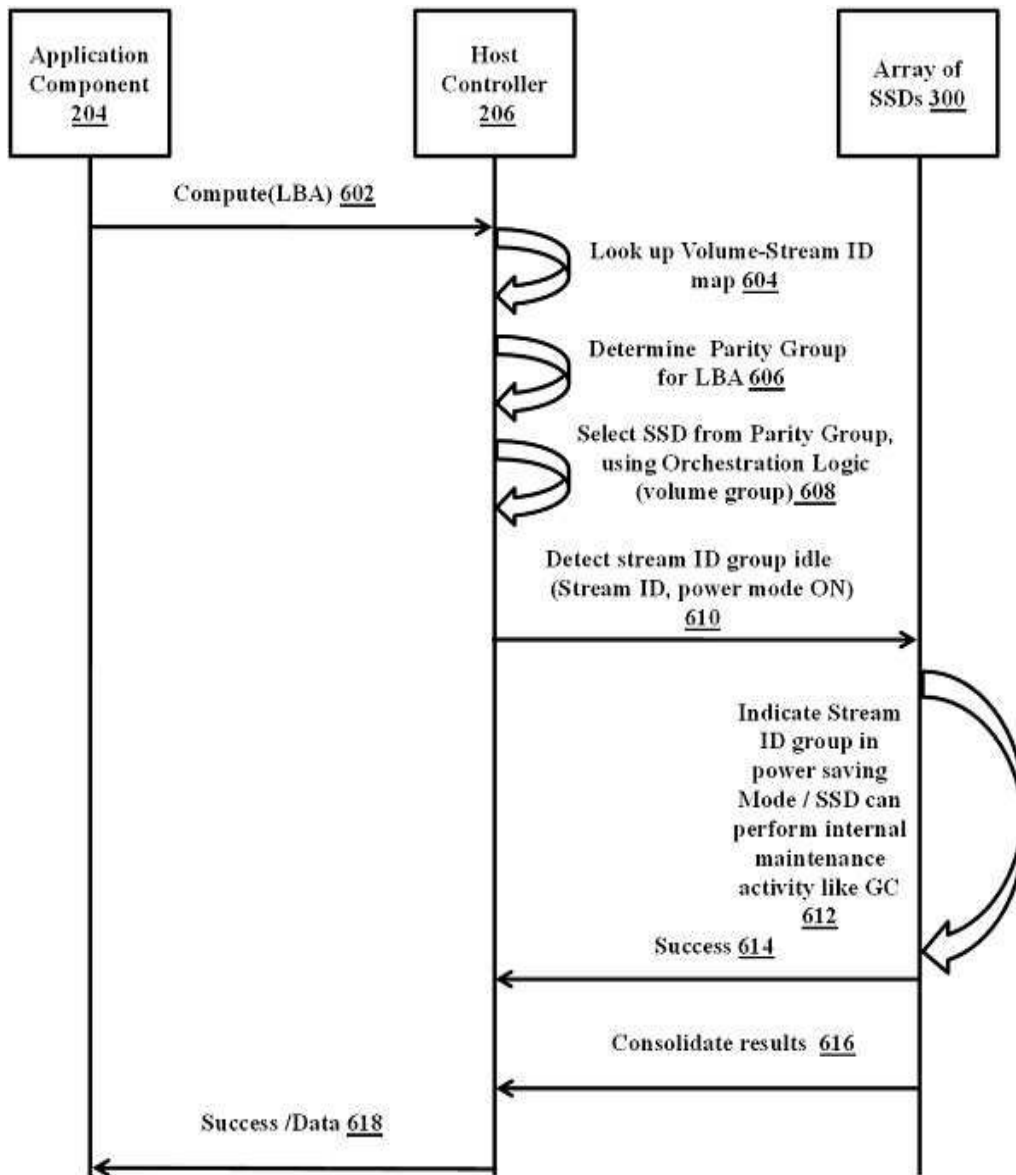 Application
Component
204
Host
Controller
206
Array of
SSDs 300
Compute(LBA) 602
Look up Volume-Stream ID
map 604
Determine Parity Group
for LBA 606
Select SSD from Parity Group,
using Orchestration Logic
(volume group) 608
Detect stream ID group idle
(Stream ID, power mode ON)
610
Indicate Stream
ID group in
power saving
Mode / SSD can
perform internal
maintenance
activity like GC
612
Success 614
Consolidate results 616
Success /Data 618